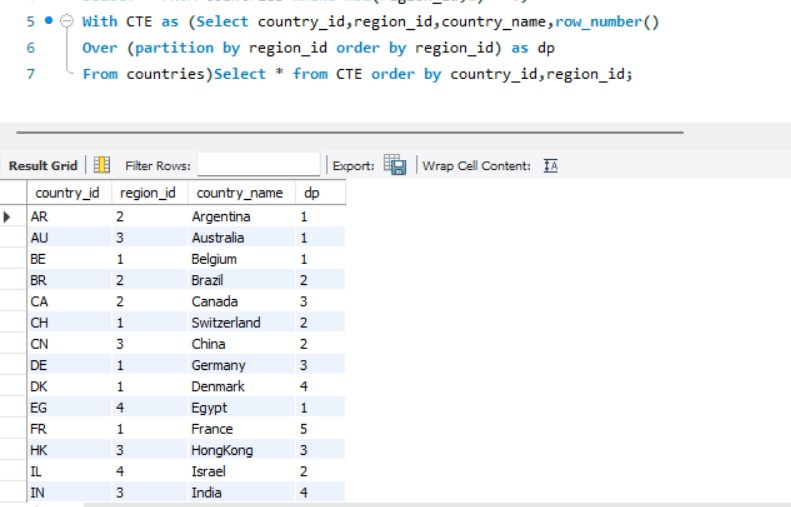 5 With CTE as (Select country_id,region_id,country_name,row_number()
6 Over (partition by region_id order by region_id) as dp
7 From countries)Select * from CTE order by country_id,region_id;
Result Grid Filter Rows: Export: Wrap Cell Content:
country_id region_id country_name dp
AR 2 Argentina 1
AU 3 Australia 1
BE 1 Belgium 1
BR 2 Brazil 2
CA 2 Canada 3
CH 1 Switzerland 2
CN 3 China 2
DE 1 Germany 3
DK 1 Denmark 4
EG 4 Egypt 1
FR 1 France 5
HK 3 HongKong 3
IL 4 Israel 2
IN 3 India 4